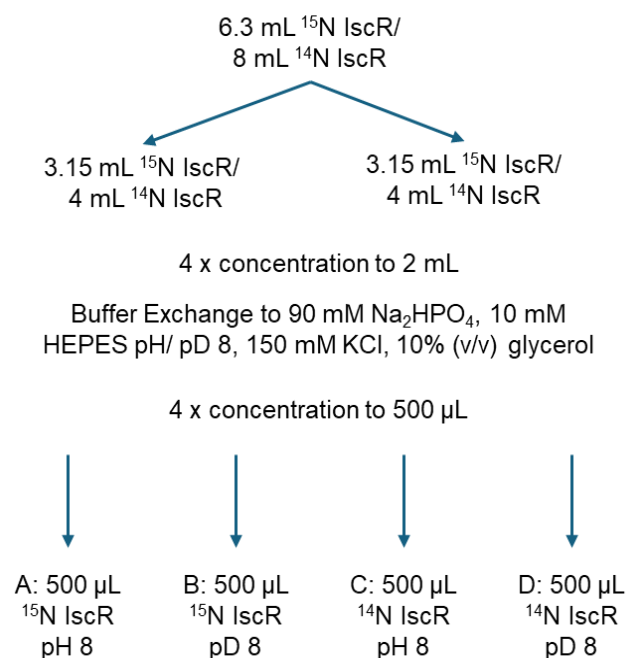 6.3 mL ¹⁵N IscR/
8 mL ¹⁴N IscR
3.15 mL ¹⁵N IscR/
4 mL ¹⁴N IscR
3.15 mL ¹⁵N IscR/
4 mL ¹⁴N IscR
4 x concentration to 2 mL
Buffer Exchange to 90 mM Na₂HPO₄, 10 mM
HEPES pH/ pD 8, 150 mM KCl, 10% (v/v) glycerol
4 x concentration to 500 µL
A: 500 µL
¹⁵N IscR
pH 8
B: 500 µL
¹⁵N IscR
pD 8
C: 500 µL
¹⁴N IscR
pH 8
D: 500 µL
¹⁴N IscR
pD 8